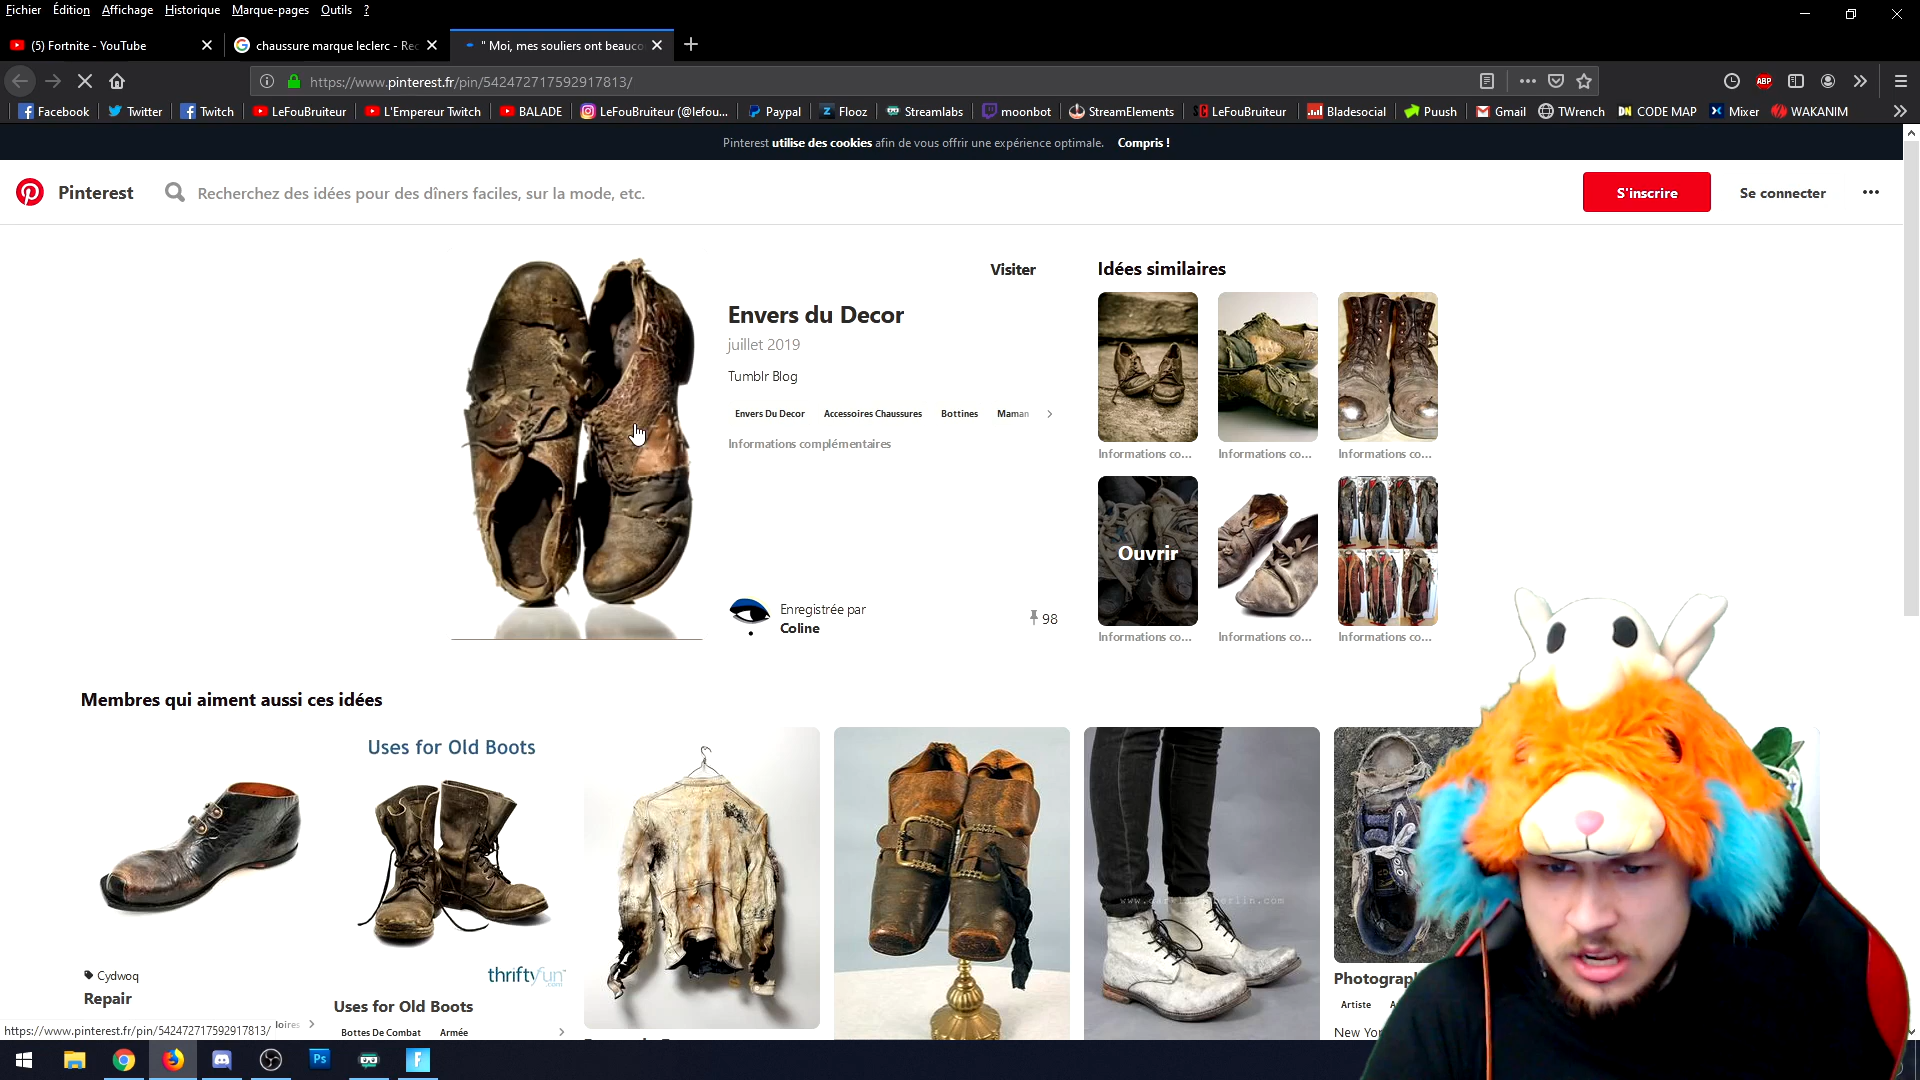 Fichier Édition Affichage Historique Marque-pages Outils ?
(5) Fortnite - YouTube
chaussure marque leclerc - Rec
" Moi, mes souliers ont beauco
https://www.pinterest.fr/pin/542472717592917813/
ABP
Facebook Twitter Twitch LeFouBruiteur L'Empereur Twitch BALADE LeFouBruiteur (@lefou... Paypal Flooz Streamlabs moonbot StreamElements LeFouBruiteur Bladesocial Puush Gmail TWrench CODE MAP Mixer WAKANIM
Pinterest utilise des cookies afin de vous offrir une expérience optimale. Compris !
Pinterest
Recherchez des idées pour des dîners faciles, sur la mode, etc.
S'inscrire
Se connecter
Visiter
Envers du Decor
juillet 2019
Tumblr Blog
Envers Du Decor Accessoires Chaussures Bottines Maman
Informations complémentaires
Enregistrée par
Coline
98
Idées similaires
Informations co... Informations co... Informations co...
Ouvrir
Informations co... Informations co... Informations co...
Membres qui aiment aussi ces idées
Uses for Old Boots
thriftyfun
.com
Cydwoq
Repair
loires
Uses for Old Boots
Bottes De Combat Armée
Photograp
Artiste
New Yor
https://www.pinterest.fr/pin/542472717592917813/
Ps